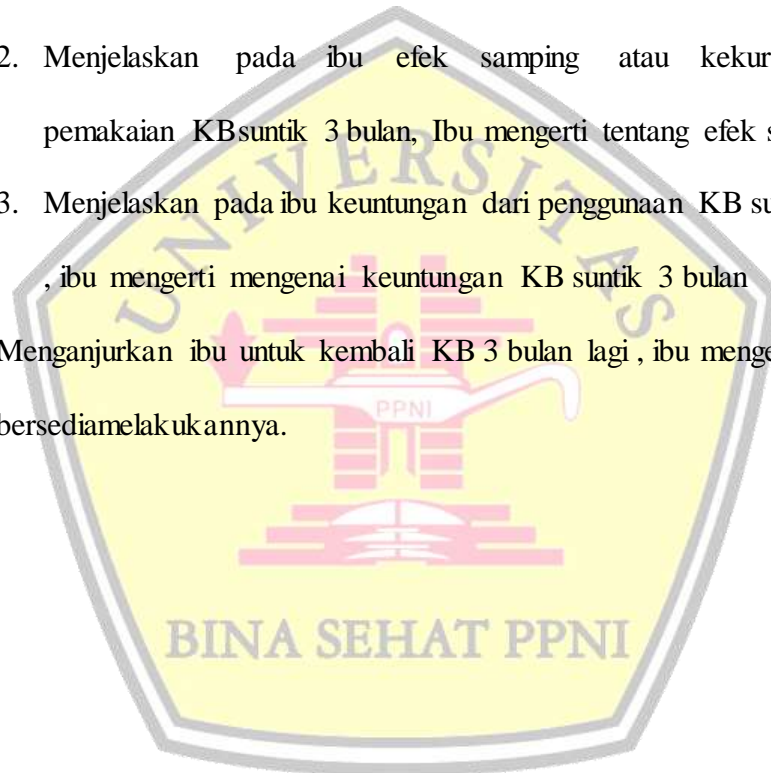 2. Menjelaskan pada ibu efek samping atau
pemakaian KBsuntik 3 bulan, Ibu mengerti tentang efek
3. Menjelaskan pada ibu keuntungan dari penggunaan KB
, ibu mengerti mengenai keuntungan KB suntik 3 bulan
Menganjurkan ibu untuk kembali KB 3 bulan lagi , ibu
bersediamelakukannya.
UNIVERSITAS
PPNI
BINA SEHAT PPNI